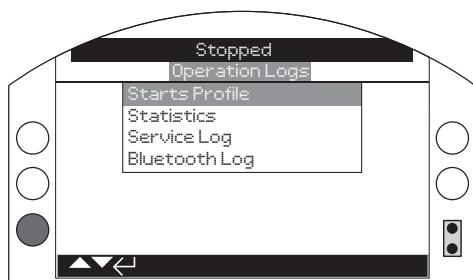 Stopped
Operation Logs
Starts Profile
Statistics
Service Log
Bluetooth Log